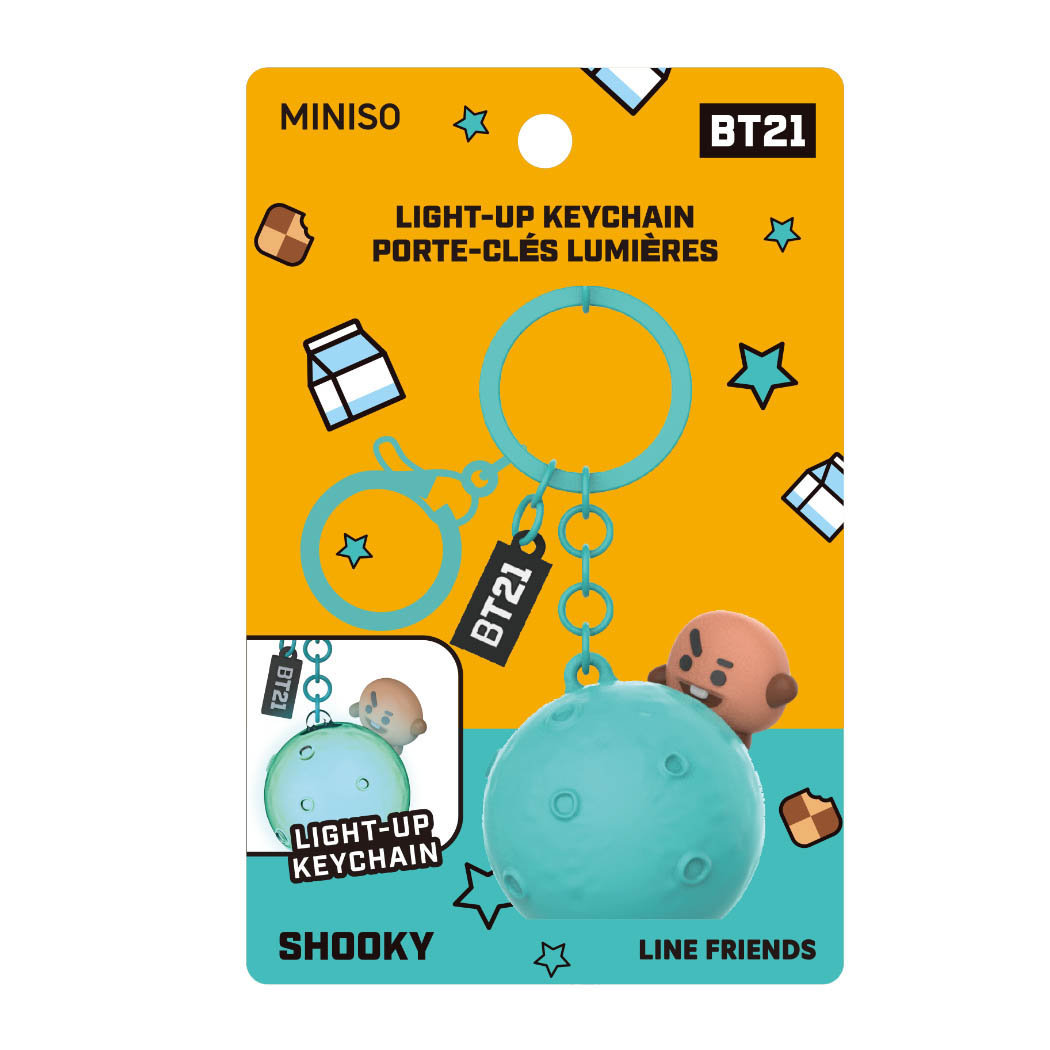 MINISO
BT21
LIGHT-UP KEYCHAIN
PORTE-CLÉS LUMIÈRES
BT21
BT21
LIGHT-UP
KEYCHAIN
SHOOKY
LINE FRIENDS